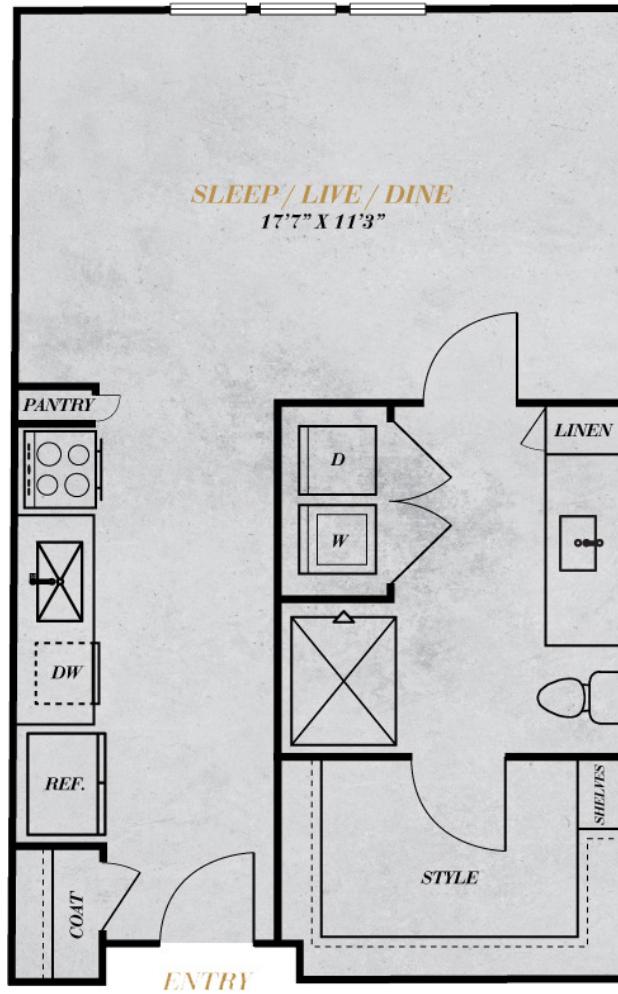 SLEEP / LIVE / DINE
17'7" X 11'3"
PANTRY
LINEN
D
W
DW
REF.
SHELVES
STYLE
COAT
ENTRY